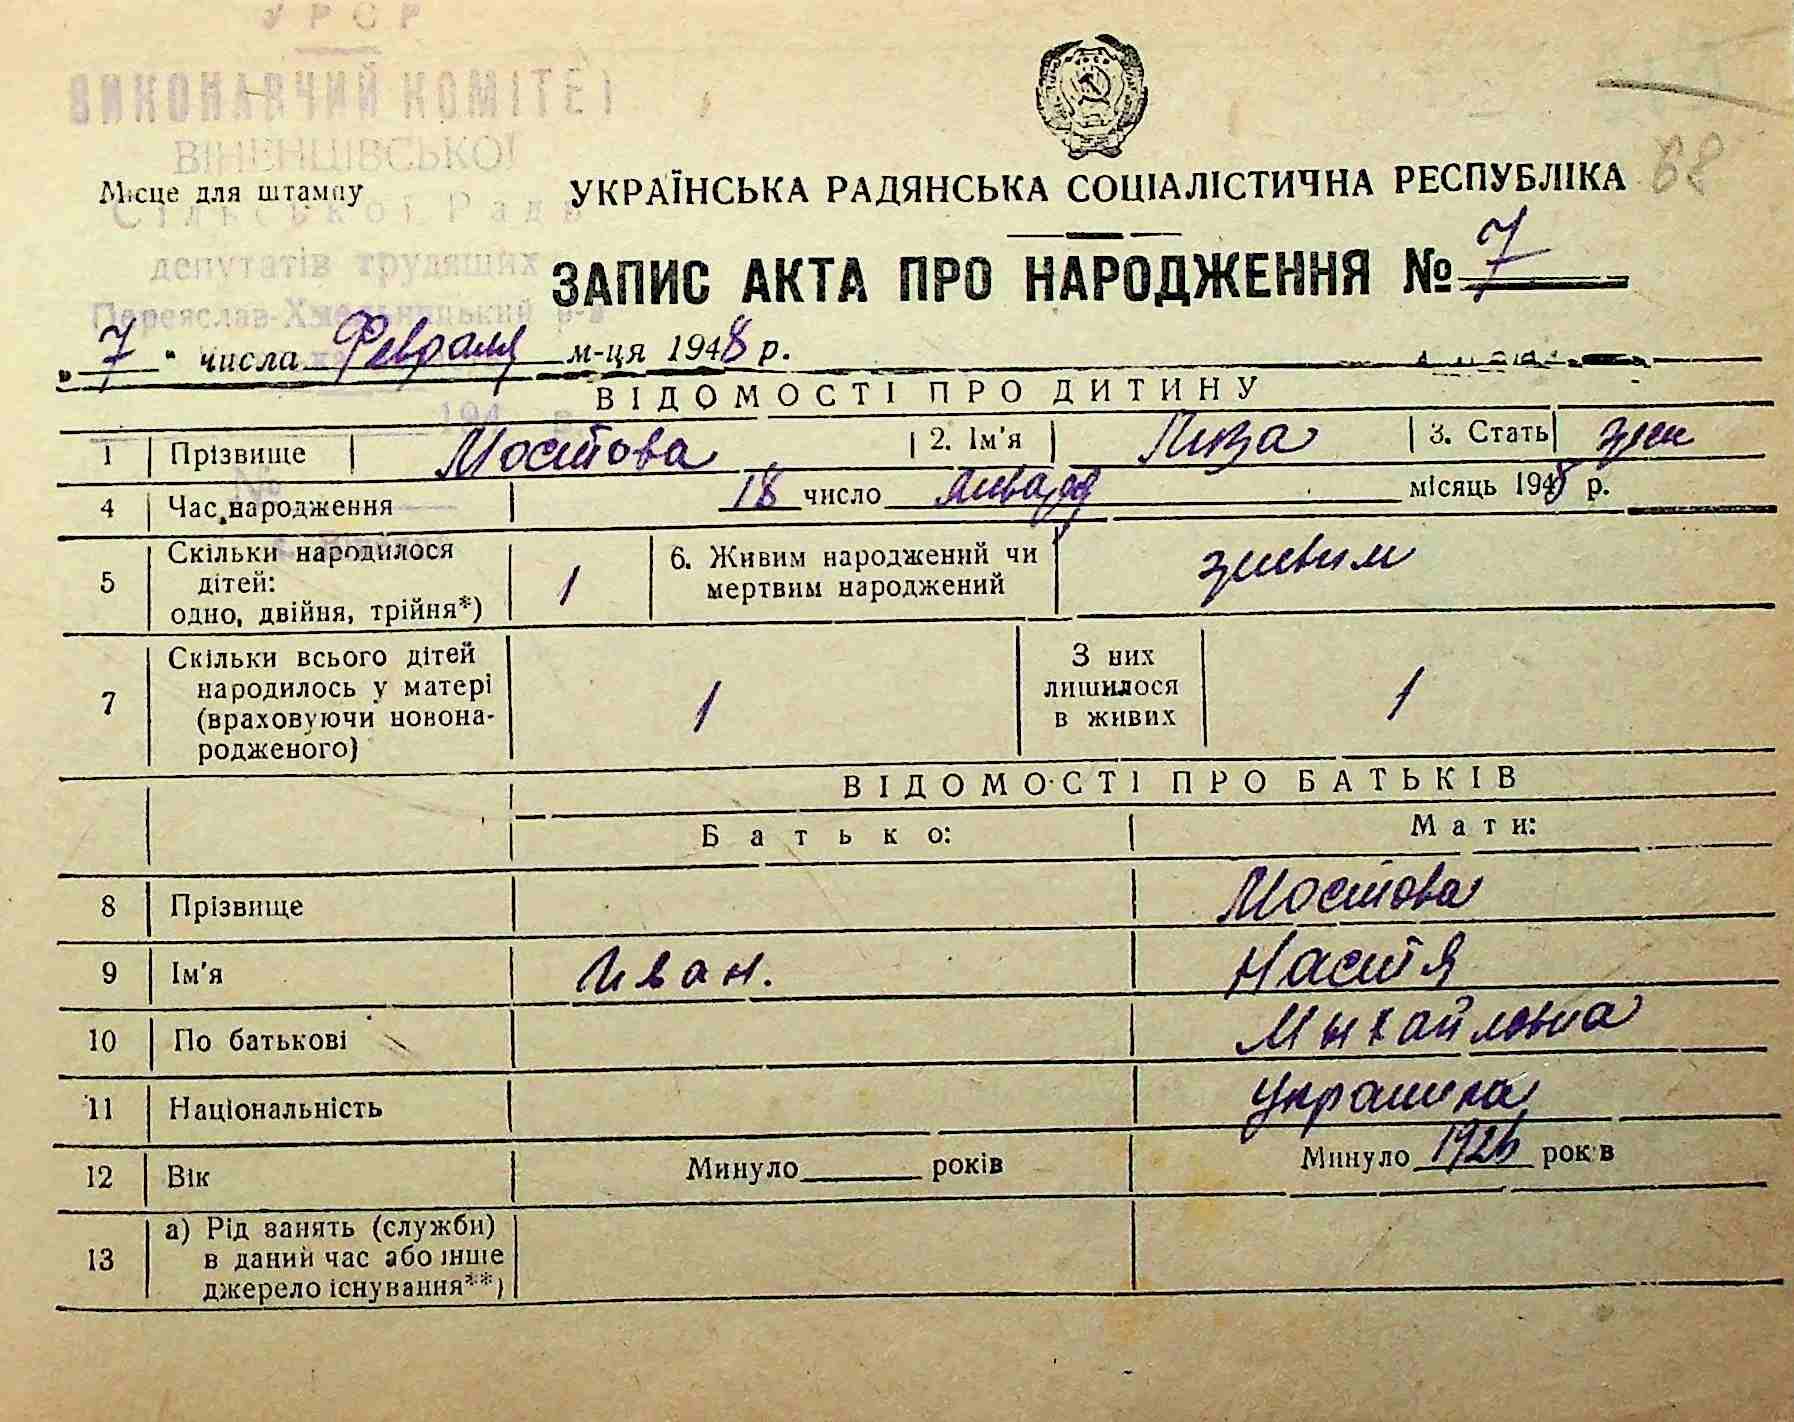 УРСР
ВИКОНАВЧИЙ КОМІТЕТ
ВІНЕНЦІВСЬКОЇ
Сільської Ради
депутатів трудящих
Переяслав-Хмельницький р-н
194 р.
№
68
Місце для штампу
УКРАЇНСЬКА РАДЯНСЬКА СОЦІАЛІСТИЧНА РЕСПУБЛІКА
ЗАПИС АКТА ПРО НАРОДЖЕННЯ № 7
„ 7 " числа Февраля м-ця 1948 р.
ВІДОМОСТІ ПРО ДИТИНУ
1 Прізвище Мостова 2. Ім'я Лиза 3. Стать жен
4 Час народження 18 число января місяць 1948 р.
5 Скільки народилося дітей: одно, двійня, трійня*) 1 6. Живим народжений чи мертвим народжений живим
7 Скільки всього дітей народилось у матері (враховуючи новонародженого) 1 З них лишилося в живих 1
ВІДОМОСТІ ПРО БАТЬКІВ
Батько: Мати:
8 Прізвище Мостова
9 Ім'я Иван. Настя
10 По батькові Михайловна
11 Національність украинка
12 Вік Минуло років Минуло 1926 років
13 а) Рід занять (служби) в даний час або інше джерело існування**)